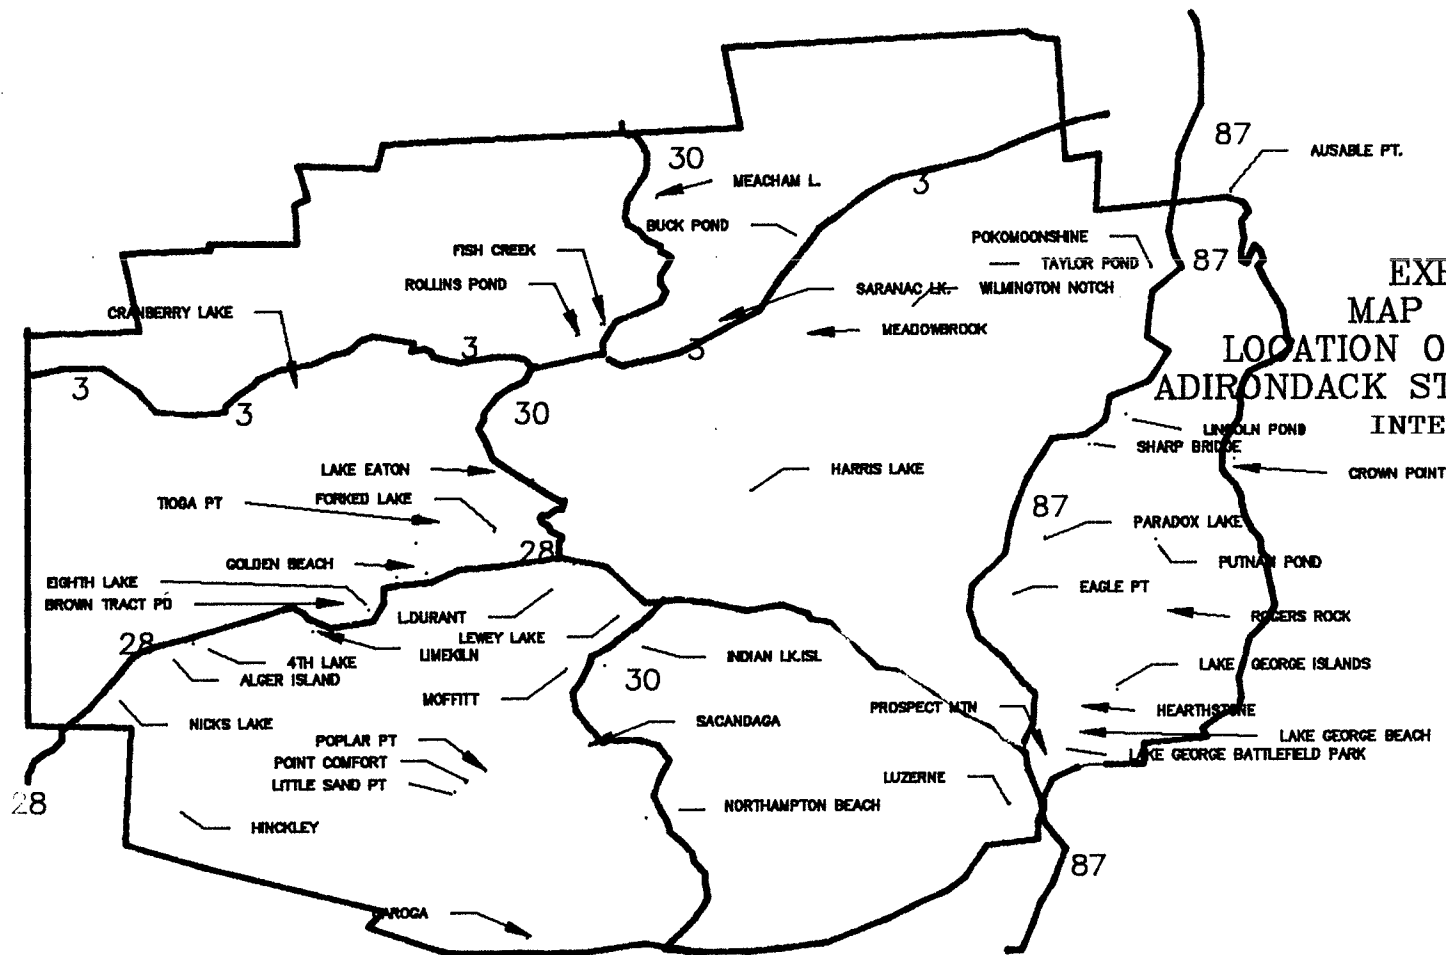 87
AUSABLE PT.
30
MEACHAM L.
3
BUCK POND
POKOMOONSHINE
FISH CREEK
TAYLOR POND
87
EXE
ROLLINS POND
SARANAC LK.
WILMINGTON NOTCH
MAP
CRANBERRY LAKE
MEADOWBROOK
3
3
LOCATION O
3
ADIRONDACK ST
3
30
LINCOLN POND
INTE
SHARP BRIDGE
LAKE EATON
HARRIS LAKE
CROWN POINT
TIOGA PT
FORKED LAKE
87
PARADOX LAKE
28
GOLDEN BEACH
PUTNAM POND
EIGHTH LAKE
EAGLE PT
BROWN TRACT PD
L.DURANT
ROGERS ROCK
28
LEWEY LAKE
4TH LAKE
LIMEKILN
INDIAN LK.ISL
LAKE GEORGE ISLANDS
ALGER ISLAND
30
MOFFITT
PROSPECT MTN
HEARTHSTONE
NICKS LAKE
SACANDAGA
POPLAR PT
LAKE GEORGE BEACH
POINT COMFORT
LAKE GEORGE BATTLEFIELD PARK
LITTLE SAND PT
LUZERNE
28
NORTHAMPTON BEACH
HINCKLEY
87
AROGA